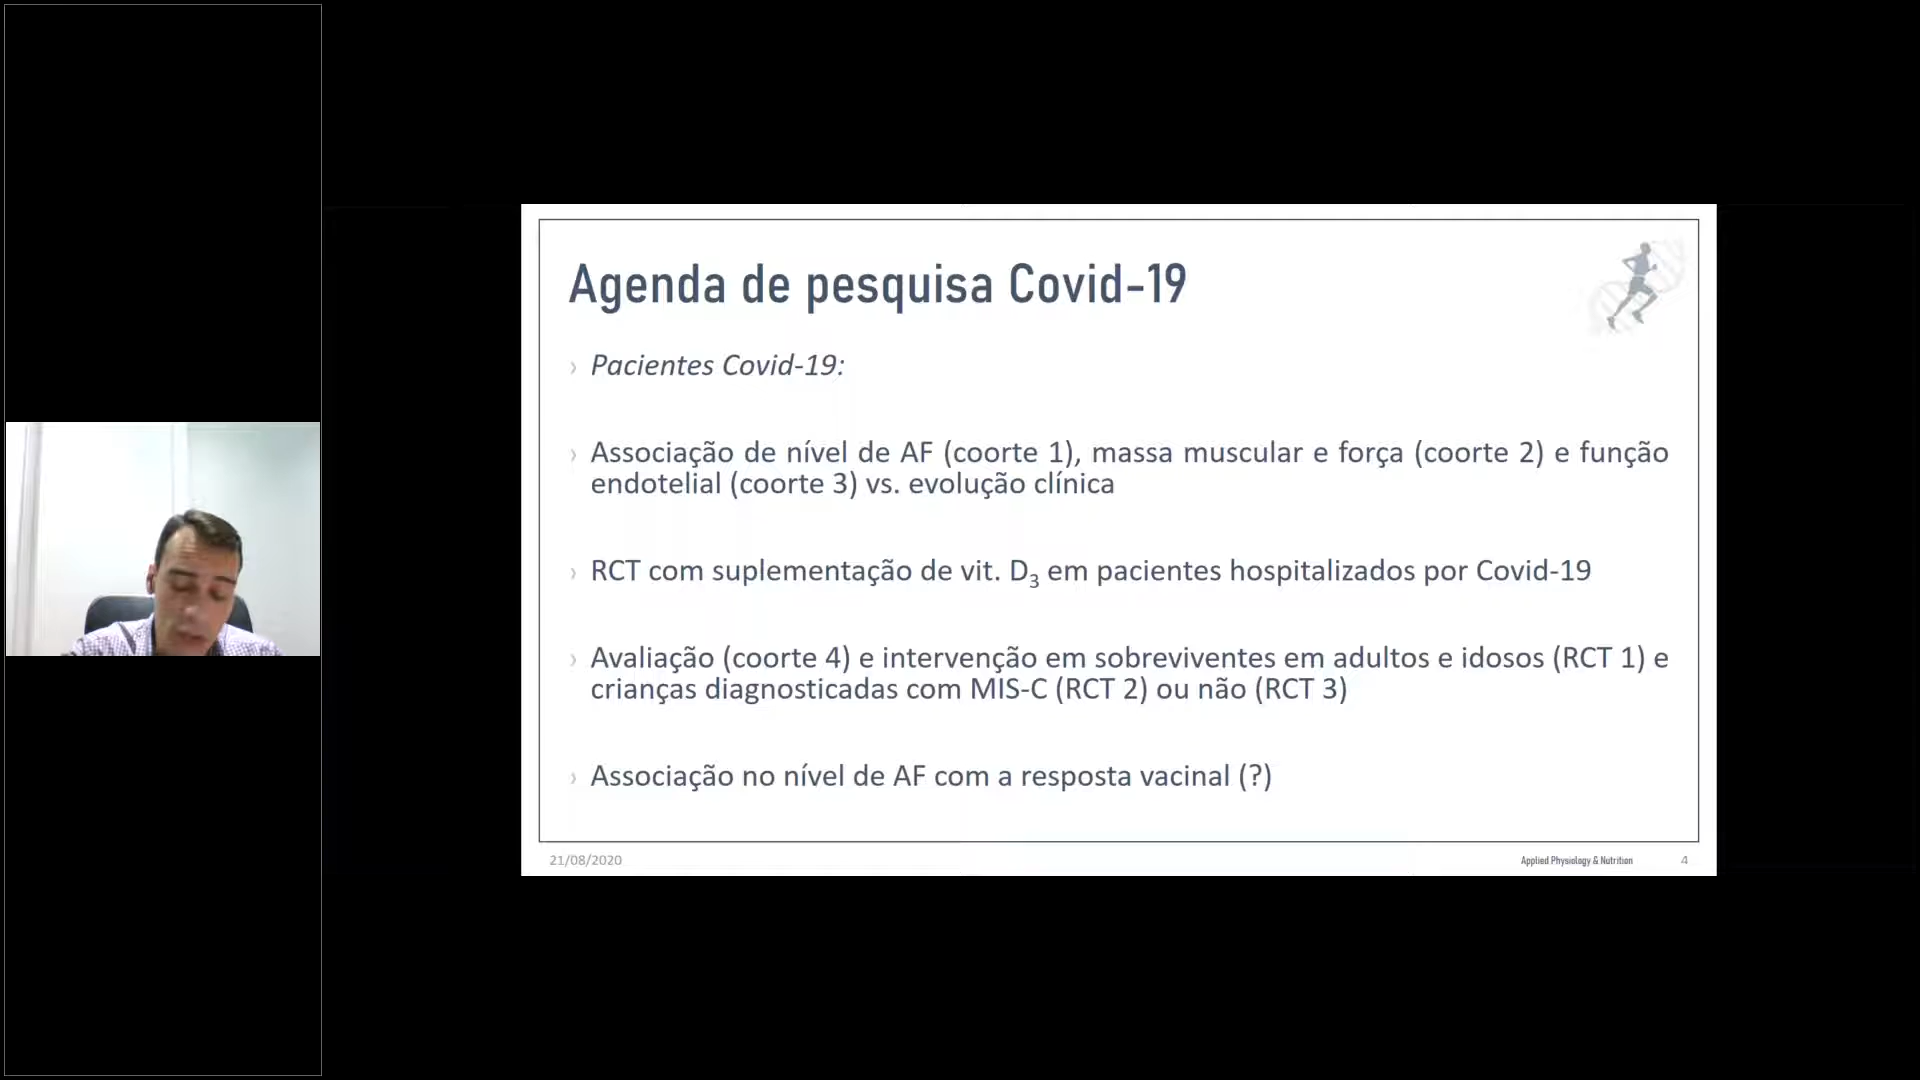 Agenda de pesquisa Covid-19
› Pacientes Covid-19:
› Associação de nível de AF (coorte 1), massa muscular e força (coorte 2) e função
endotelial (coorte 3) vs. evolução clínica
› RCT com suplementação de vit. D₃ em pacientes hospitalizados por Covid-19
› Avaliação (coorte 4) e intervenção em sobreviventes em adultos e idosos (RCT 1) e
crianças diagnosticadas com MIS-C (RCT 2) ou não (RCT 3)
› Associação no nível de AF com a resposta vacinal (?)
21/08/2020
Applied Physiology & Nutrition
4